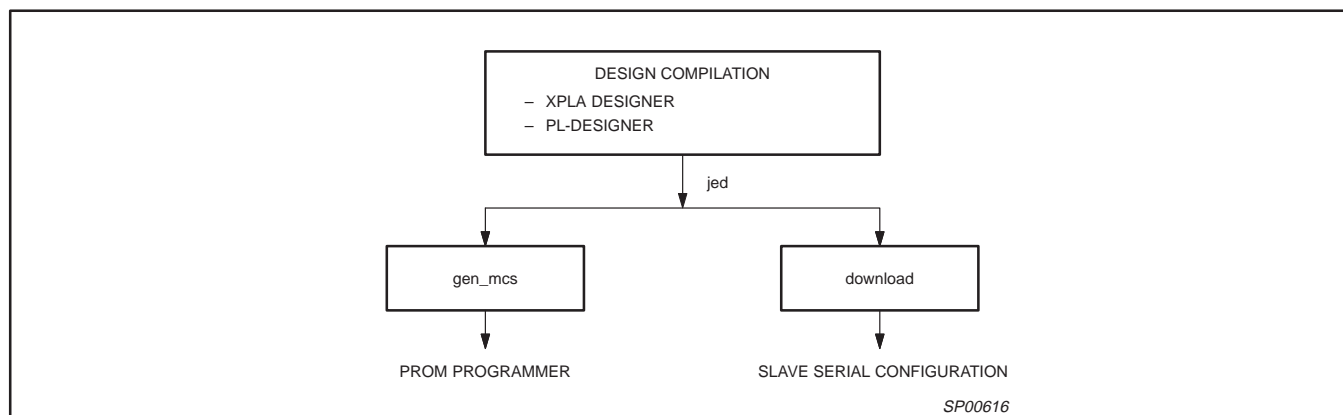 DESIGN COMPILATION
– XPLA DESIGNER
– PL-DESIGNER
jed
gen_mcs
download
PROM PROGRAMMER
SLAVE SERIAL CONFIGURATION
SP00616